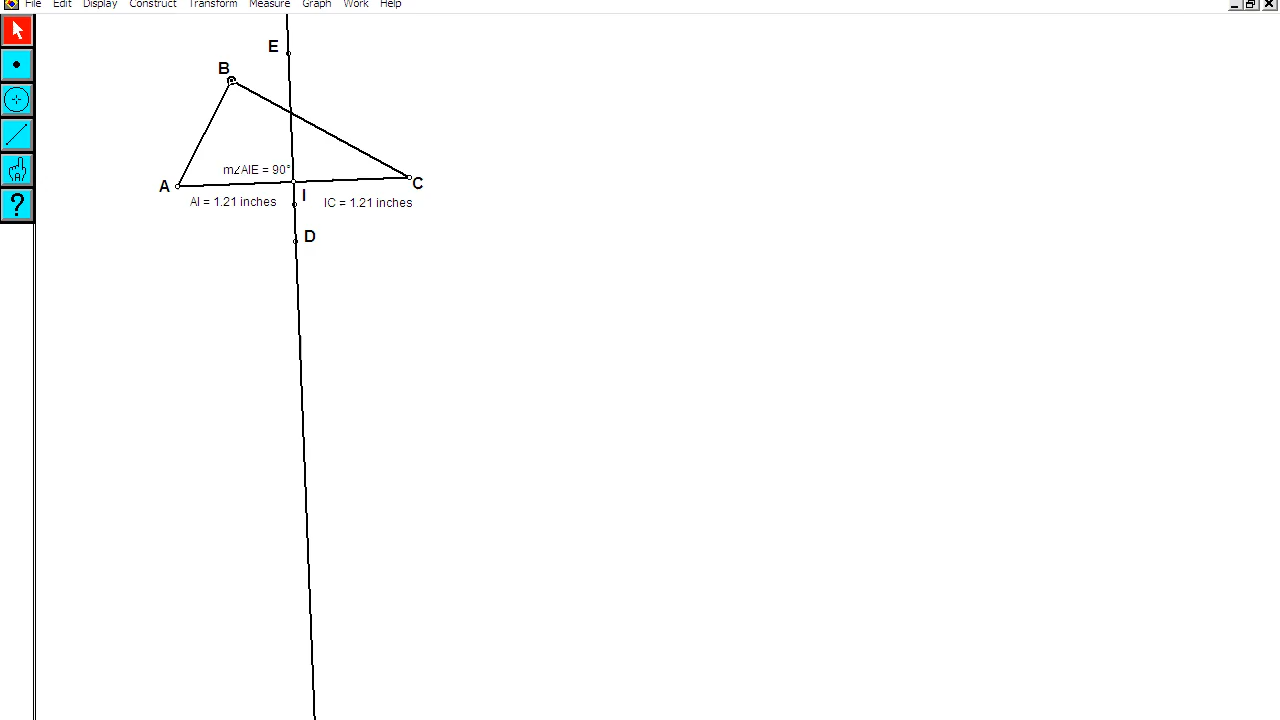 File Edit Display Construct Transform Measure Graph Work Help
A
?
E
B
m∠AIE = 90°
A
C
I
AI = 1.21 inches
IC = 1.21 inches
D